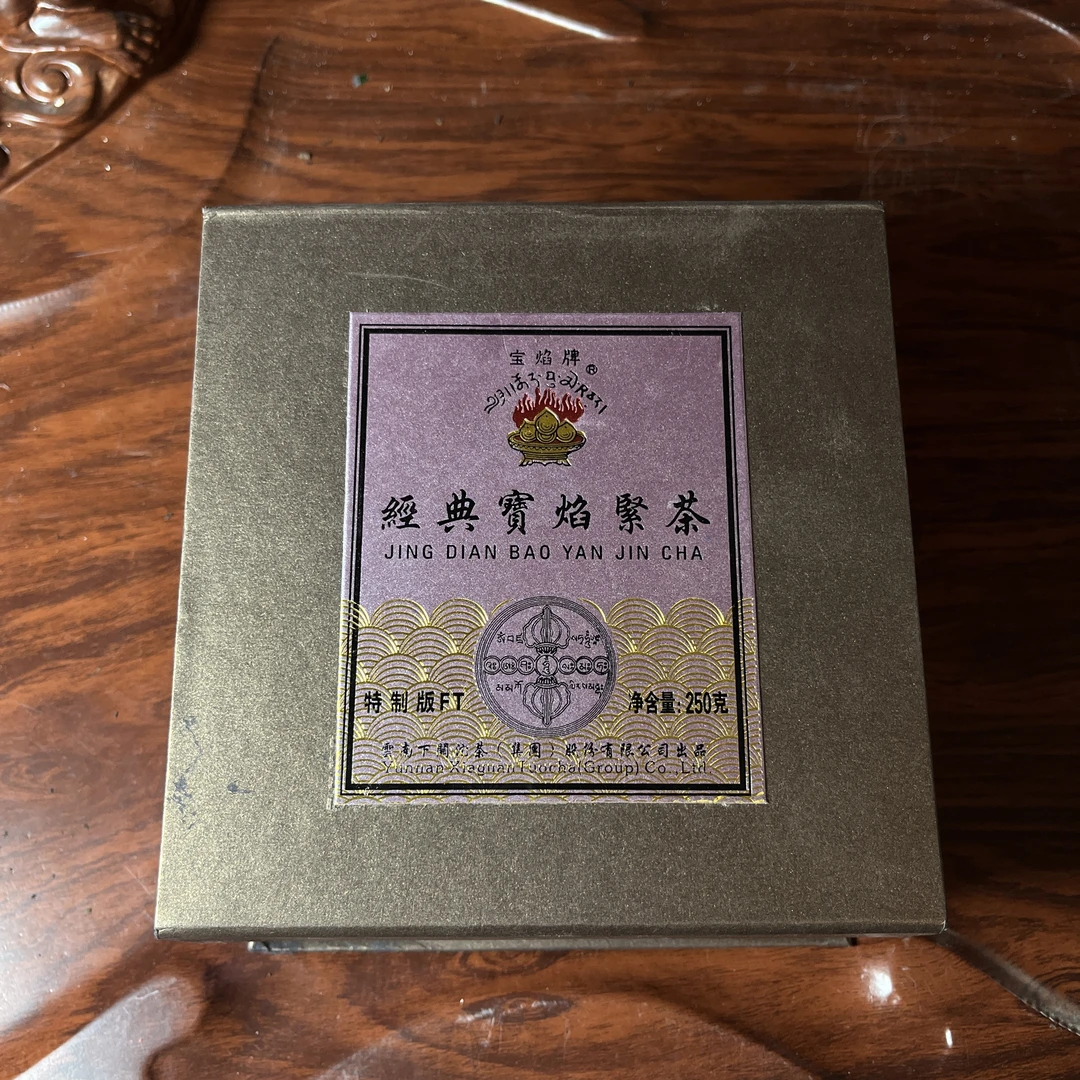 宝焰牌®
經典寶焰緊茶
JING DIAN BAO YAN JIN CHA
特制版FT
净含量: 250克
雲南下關沱茶(集團)股份有限公司出品
Yunnan Xiaguan Tuocha(Group) Co., Ltd.